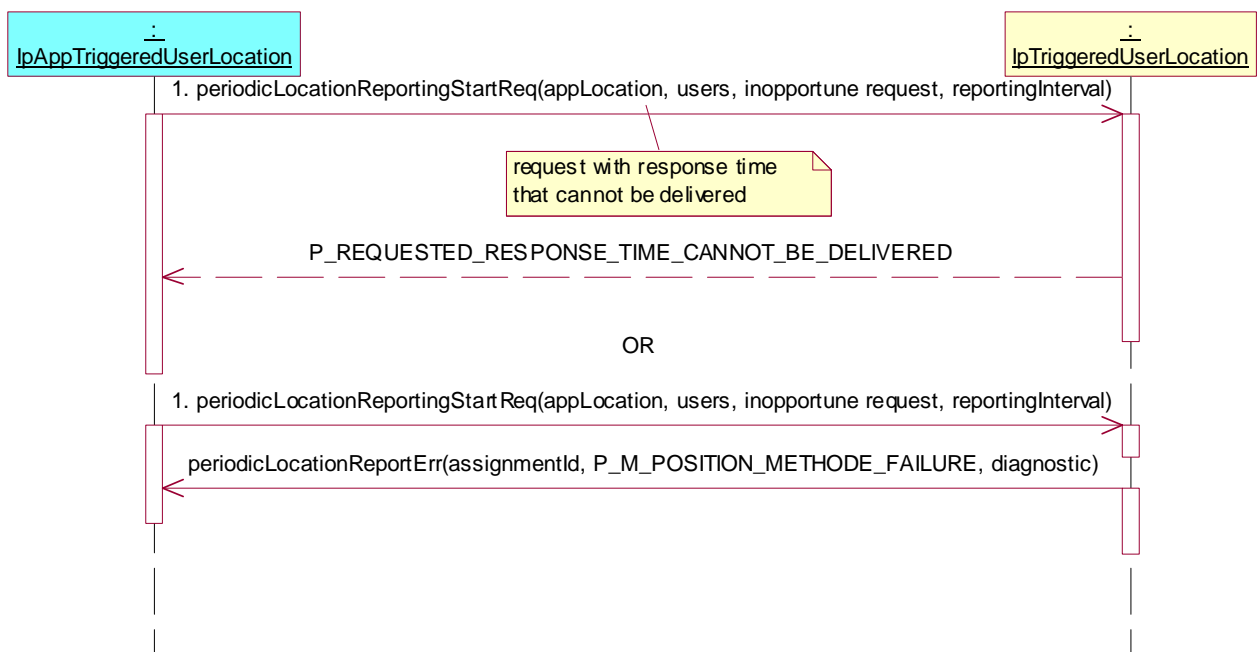 :
IpAppTriggeredUserLocation
:
IpTriggeredUserLocation
1. periodicLocationReportingStartReq(appLocation, users, inopportune request, reportingInterval)
request with response time
that cannot be delivered
P_REQUESTED_RESPONSE_TIME_CANNOT_BE_DELIVERED
OR
1. periodicLocationReportingStartReq(appLocation, users, inopportune request, reportingInterval)
periodicLocationReportErr(assignmentId, P_M_POSITION_METHODE_FAILURE, diagnostic)